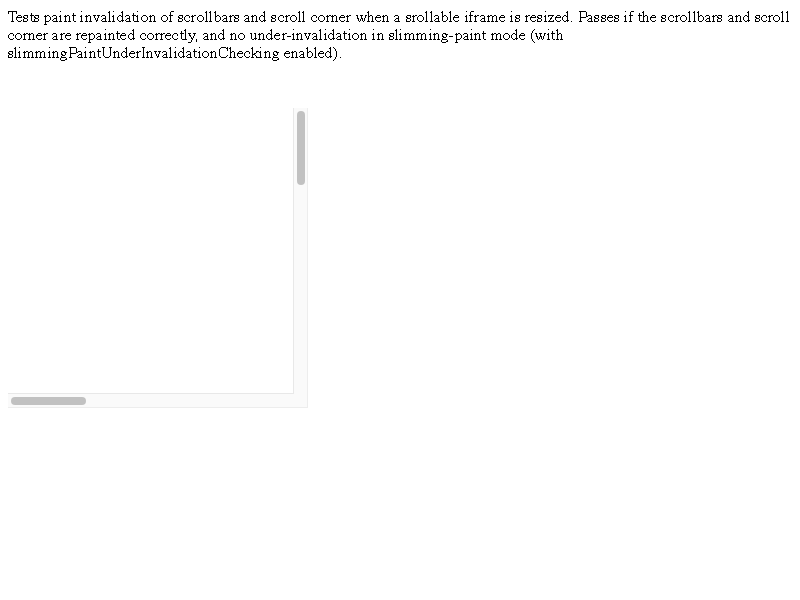 Tests paint invalidation of scrollbars and scroll corner when a srollable iframe is resized. Passes if the scrollbars and scroll
corner are repainted correctly, and no under-invalidation in slimming-paint mode (with
slimmingPaintUnderInvalidationChecking enabled).